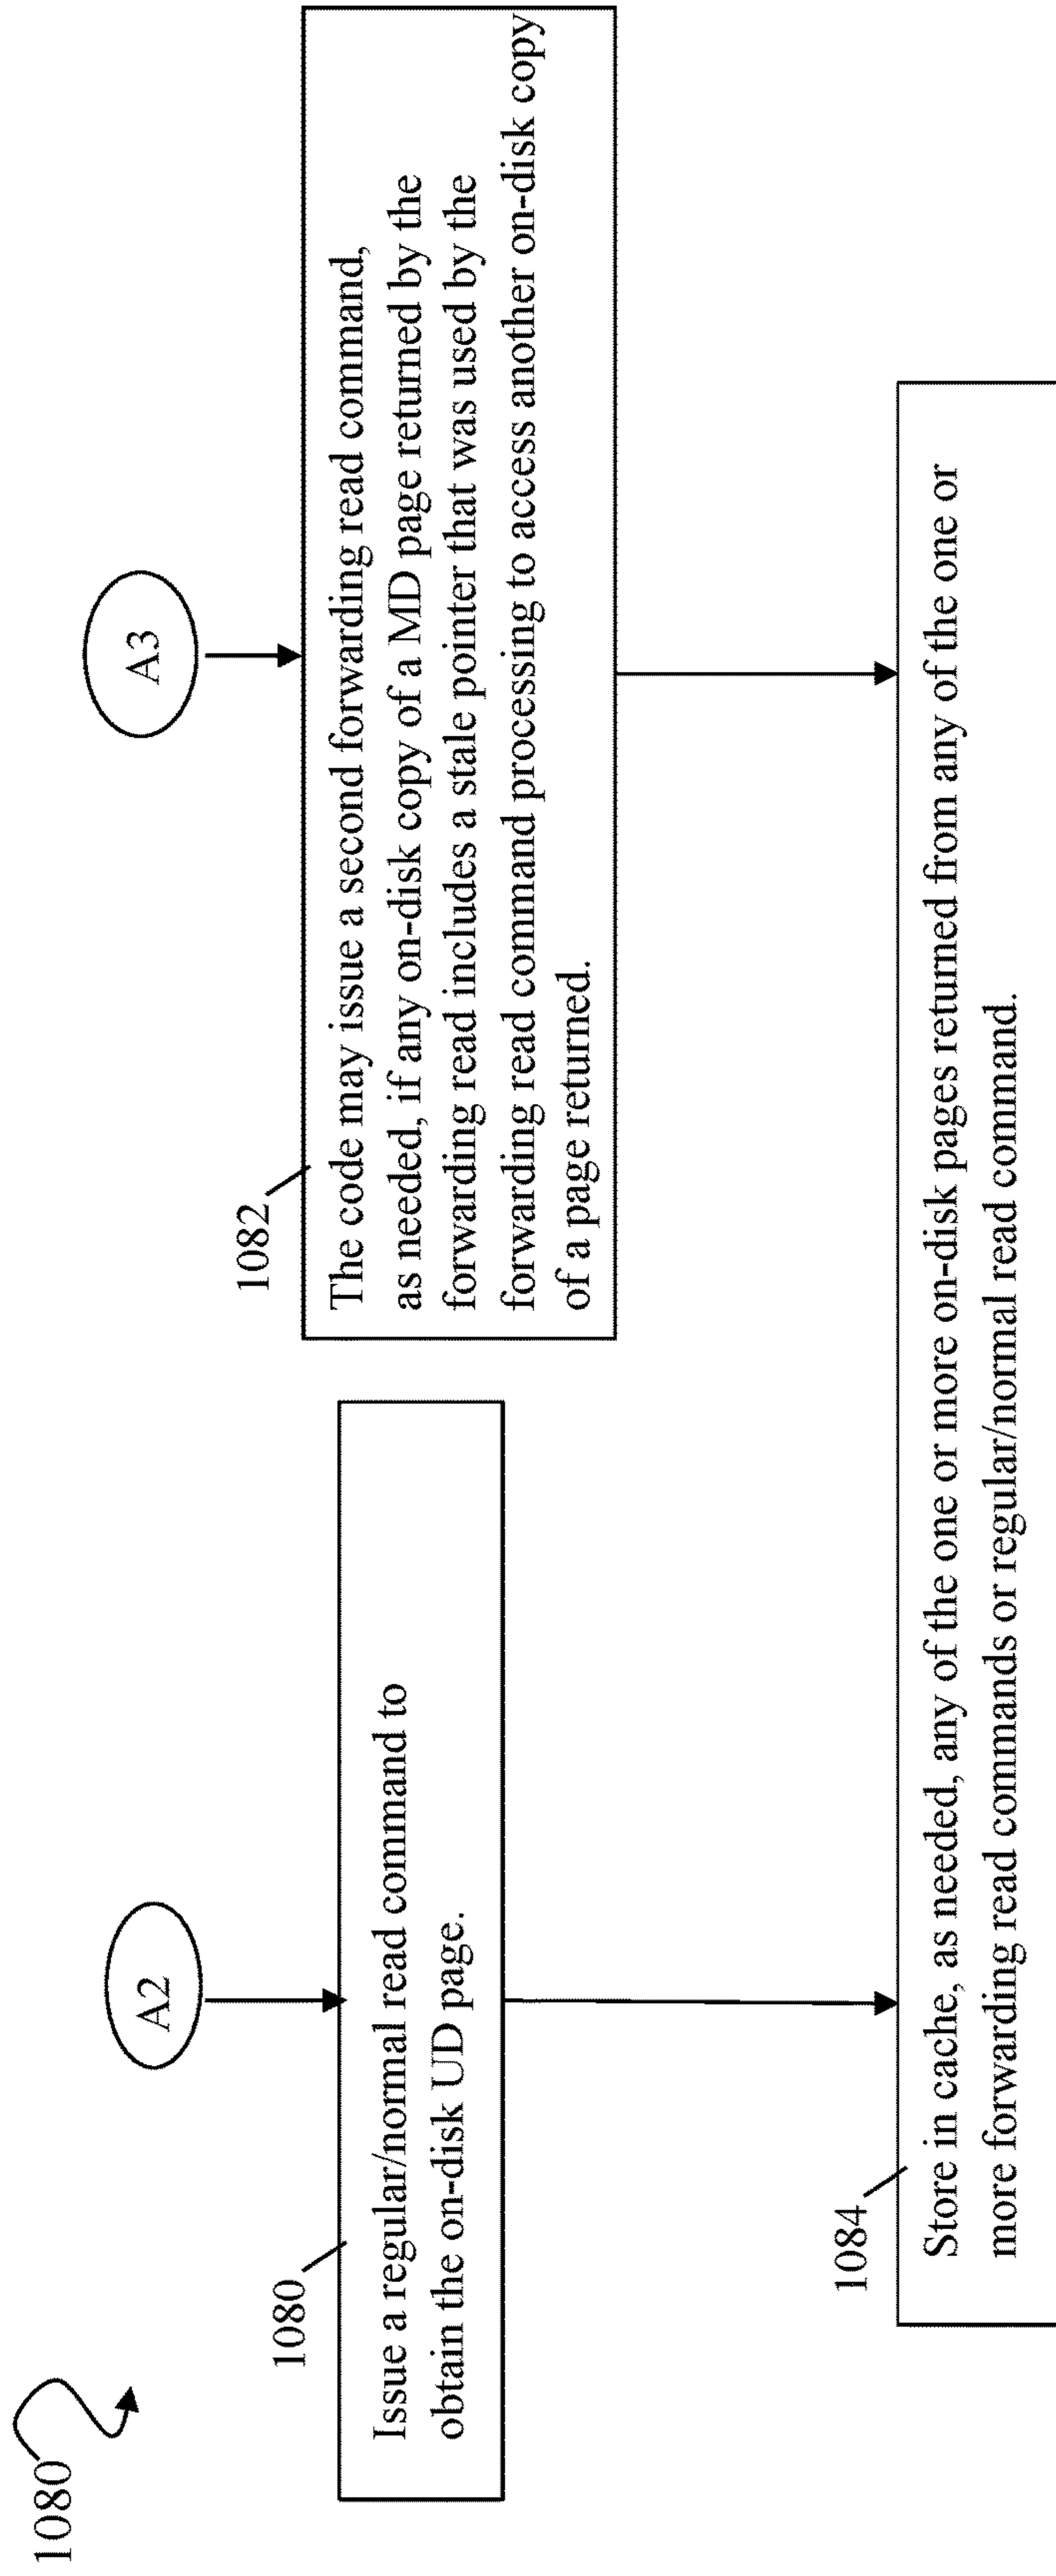 1080
A2
A3
1080
Issue a regular/normal read command to
obtain the on-disk UD page.
1082
The code may issue a second forwarding read command,
as needed, if any on-disk copy of a MD page returned by the
forwarding read includes a stale pointer that was used by the
forwarding read command processing to access another on-disk copy
of a page returned.
1084
Store in cache, as needed, any of the one or more on-disk pages returned from any of the one or
more forwarding read commands or regular/normal read command.